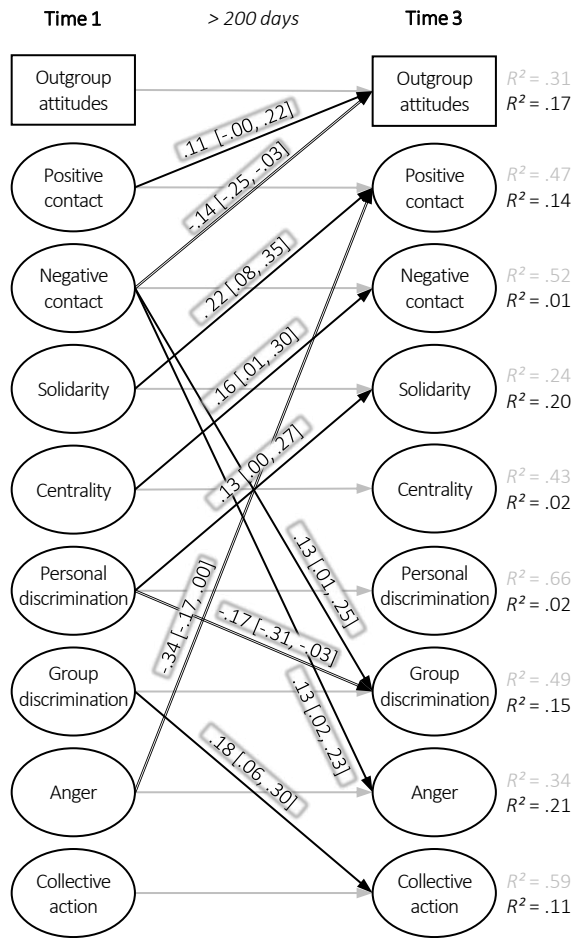 Time 1
> 200 days
Time 3
Outgroup
attitudes
Outgroup
attitudes
R² = .31
R² = .17
.11 [-.00, .22]
Positive
contact
-.14 [-.25, -.03]
Positive
contact
R² = .47
R² = .14
Negative
contact
.22 [.08, .35]
Negative
contact
R² = .52
R² = .01
Solidarity
.16 [.01, .30]
Solidarity
R² = .24
R² = .20
Centrality
.13 [.00, .27]
Centrality
R² = .43
R² = .02
Personal
discrimination
-.34 [-.17, .00]
.13 [.01, .25]
Personal
discrimination
R² = .66
R² = .02
-.17 [-.31, -.03]
Group
discrimination
Group
discrimination
R² = .49
R² = .15
.13 [.02, .23]
.18 [.06, .30]
Anger
Anger
R² = .34
R² = .21
Collective
action
Collective
action
R² = .59
R² = .11